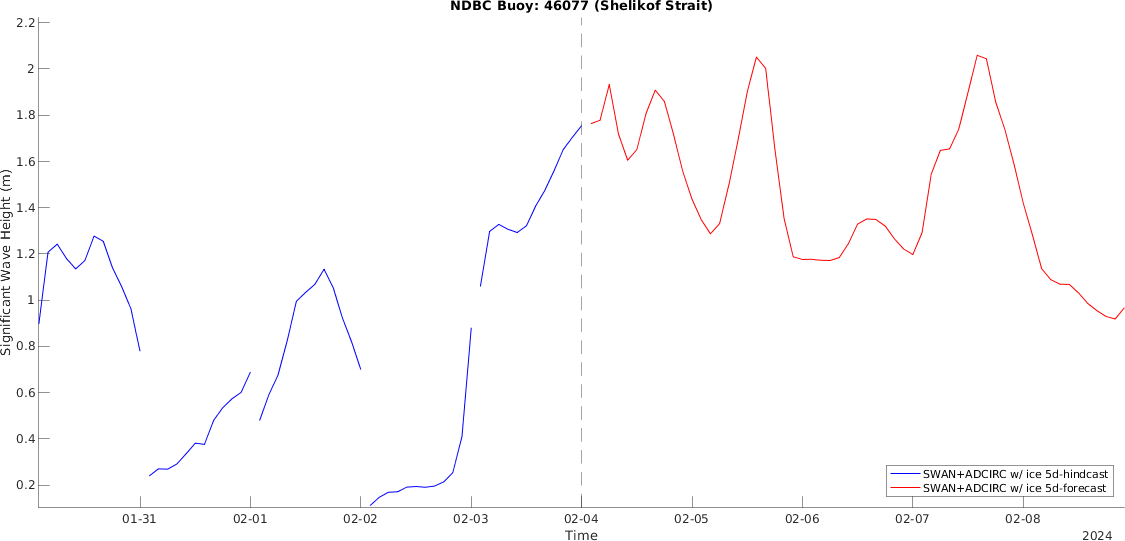 NDBC Buoy: 46077 (Shelikof Strait)
2.2
2
1.8
1.6
1.4
1.2
1
0.8
0.6
0.4
0.2
Significant Wave Height (m)
SWAN+ADCIRC w/ ice 5d-hindcast
SWAN+ADCIRC w/ ice 5d-forecast
01-31 02-01 02-02 02-03 02-04 02-05 02-06 02-07 02-08
Time
2024